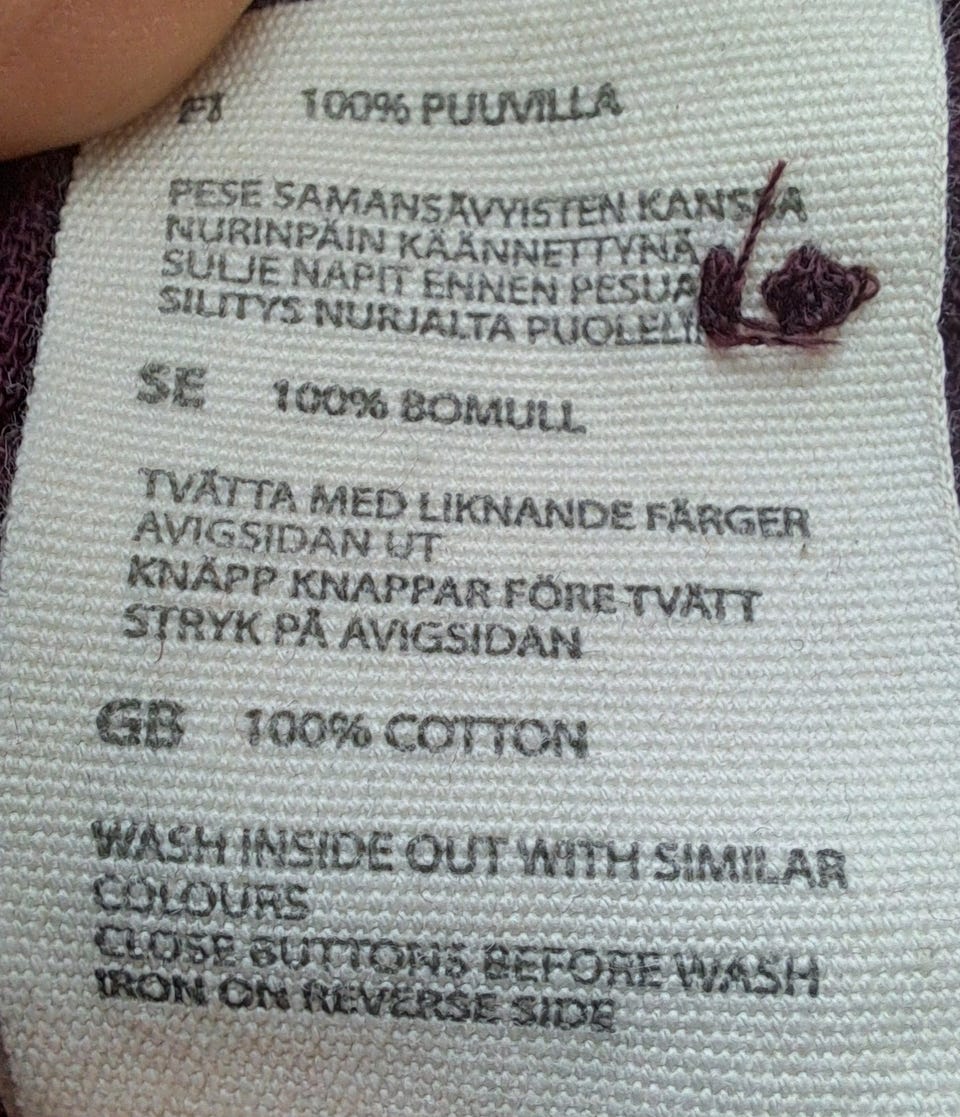 FI 100% PUUVILLA
PESE SAMANSÄVYISTEN KANSSA
NURINPÄIN KÄÄNNETTYNÄ
SULJE NAPIT ENNEN PESUA
SILITYS NURJALTA PUOLELTA
SE 100% BOMULL
TVÄTTA MED LIKNANDE FÄRGER
AVIGSIDAN UT
KNÄPP KNAPPAR FÖRE TVÄTT
STRYK PÅ AVIGSIDAN
GB 100% COTTON
WASH INSIDE OUT WITH SIMILAR
COLOURS
CLOSE BUTTONS BEFORE WASH
IRON ON REVERSE SIDE